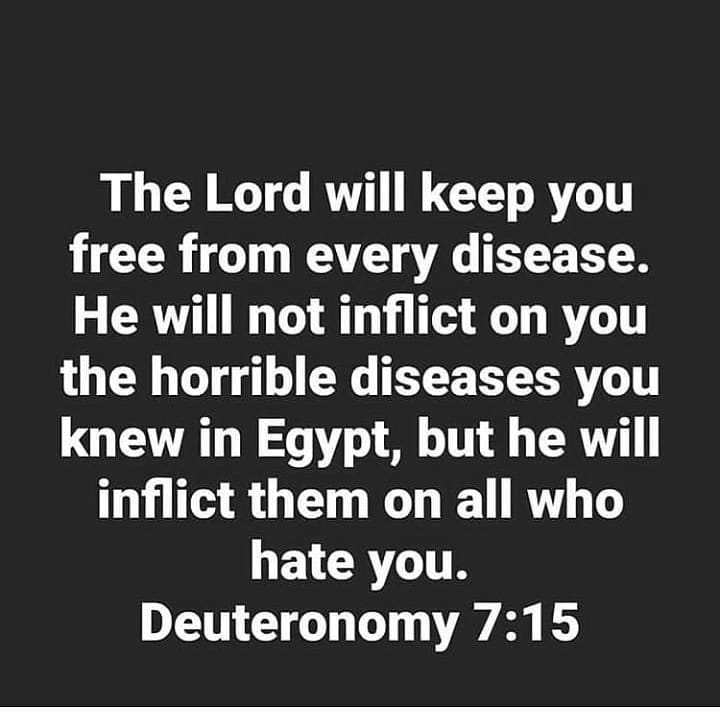 The Lord will keep you
free from every disease.
He will not inflict on you
the horrible diseases you
knew in Egypt, but he will
inflict them on all who
hate you.
Deuteronomy 7:15